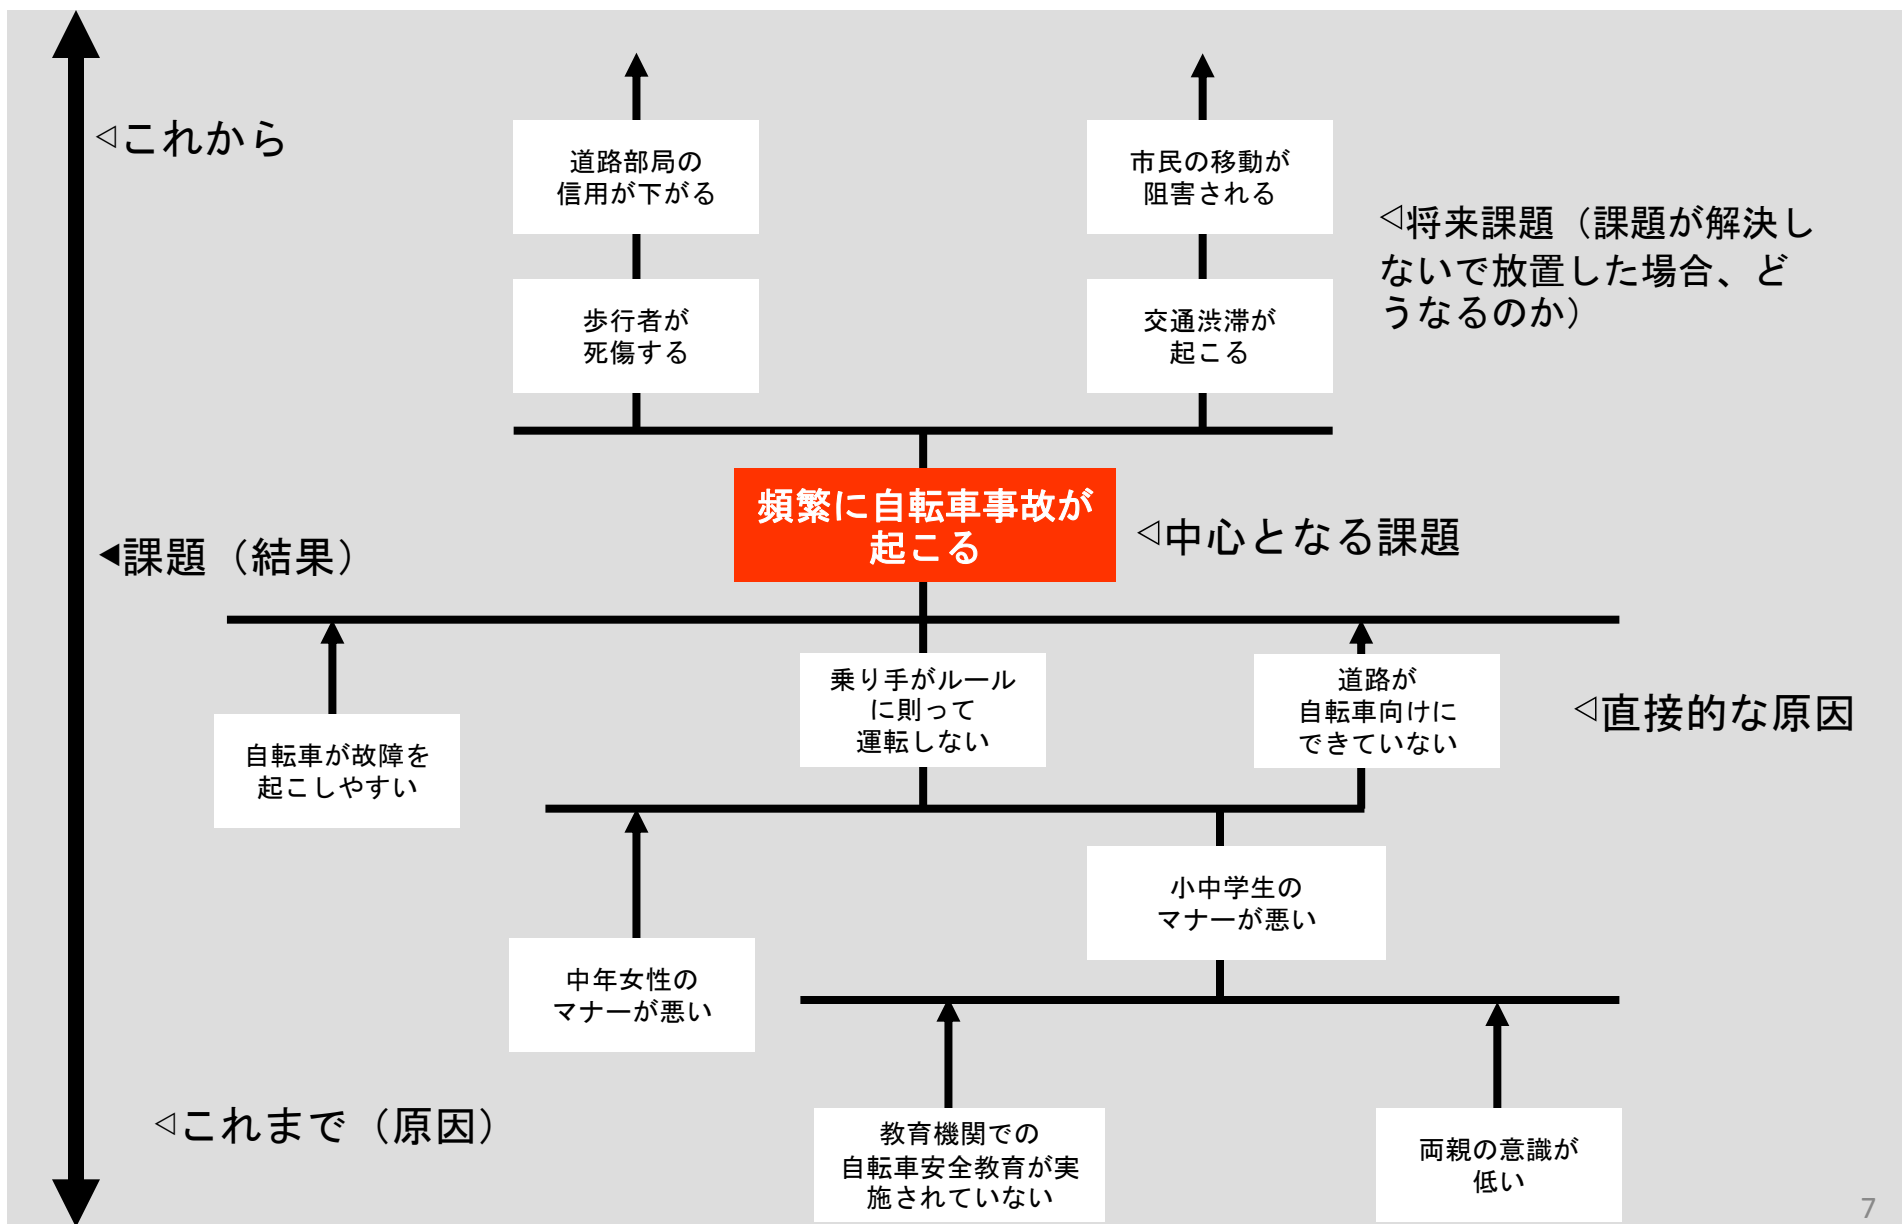 ◁これから
道路部局の
信用が下がる
市民の移動が
阻害される
◁将来課題（課題が解決し
ないで放置した場合、ど
うなるのか）
歩行者が
死傷する
交通渋滞が
起こる
頻繁に自転車事故が
起こる
◁中心となる課題
◀課題（結果）
自転車が故障を
起こしやすい
乗り手がルール
に則って
運転しない
道路が
自転車向けに
できていない
◁直接的な原因
小中学生の
マナーが悪い
中年女性の
マナーが悪い
◁これまで（原因）
教育機関での
自転車安全教育が実
施されていない
両親の意識が
低い
7